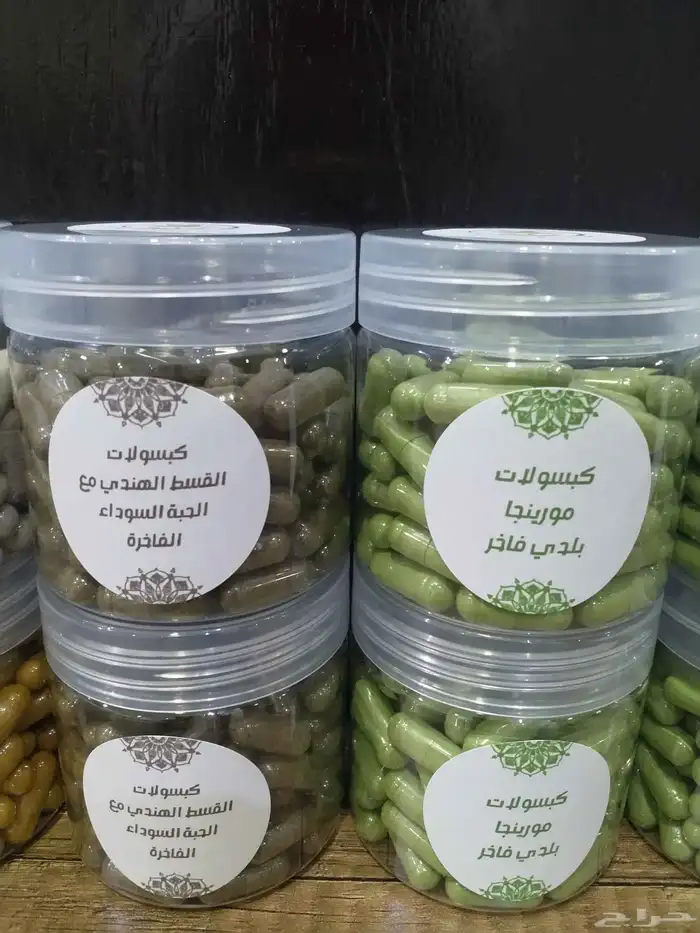 كبسولات
القسط الهندي مع
الحبة السوداء
الفاخرة
كبسولات
مورينجا
بلدي فاخر
كبسولات
القسط الهندي مع
الحبة السوداء
الفاخرة
كبسولات
مورينجا
بلدي فاخر
حراج